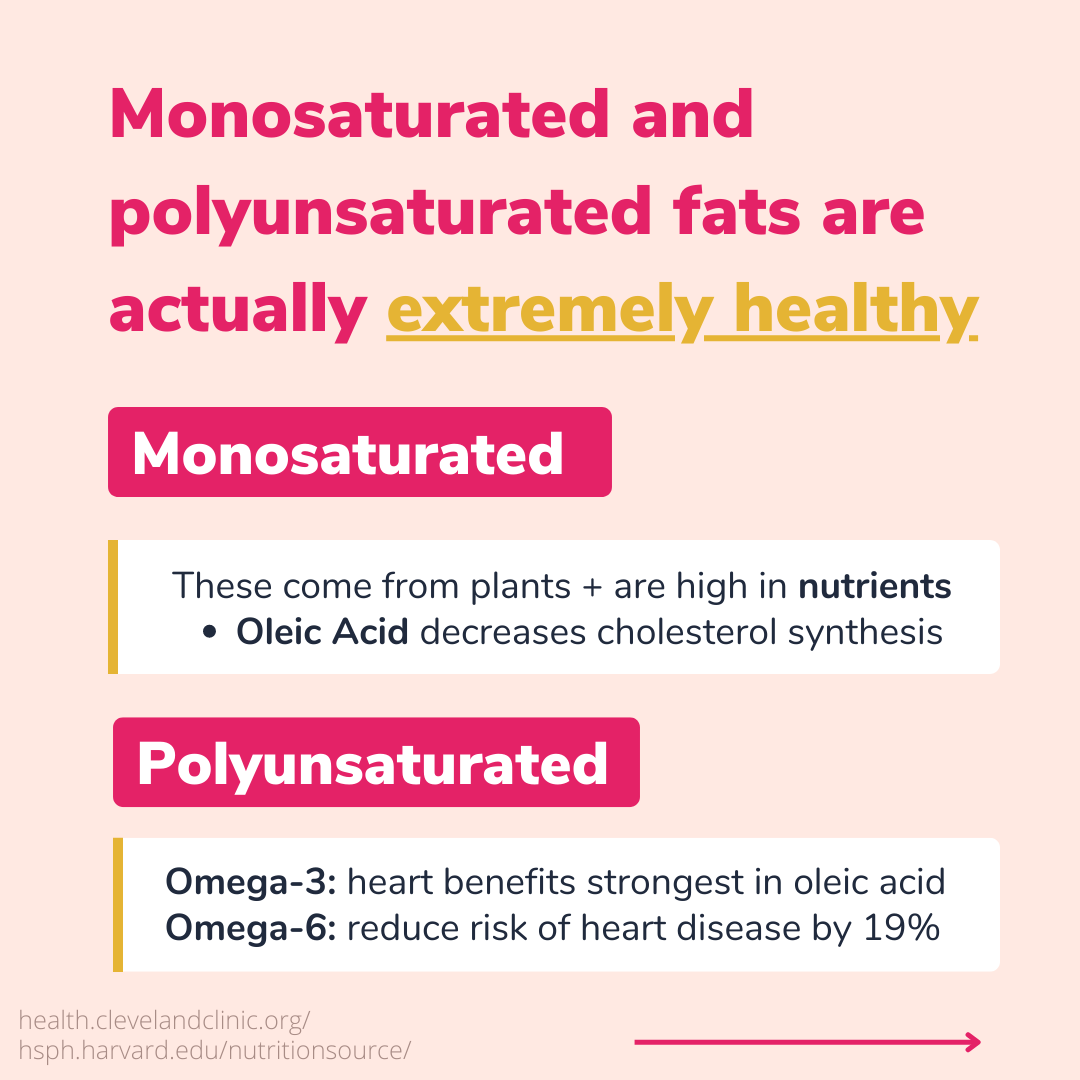 Monosaturated and
polyunsaturated fats are
actually extremely healthy
Monosaturated
These come from plants + are high in nutrients
• Oleic Acid decreases cholesterol synthesis
Polyunsaturated
Omega-3: heart benefits strongest in oleic acid
Omega-6: reduce risk of heart disease by 19%
health.clevelandclinic.org/
hsph.harvard.edu/nutritionsource/